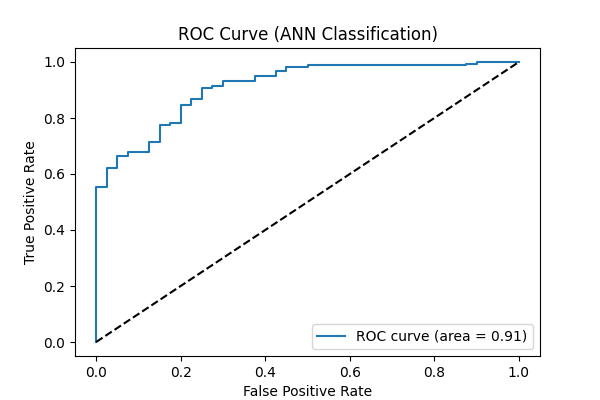 ROC Curve (ANN Classification)
True Positive Rate
1.0
0.8
0.6
0.4
0.2
0.0
ROC curve (area = 0.91)
0.0 0.2 0.4 0.6 0.8 1.0
False Positive Rate